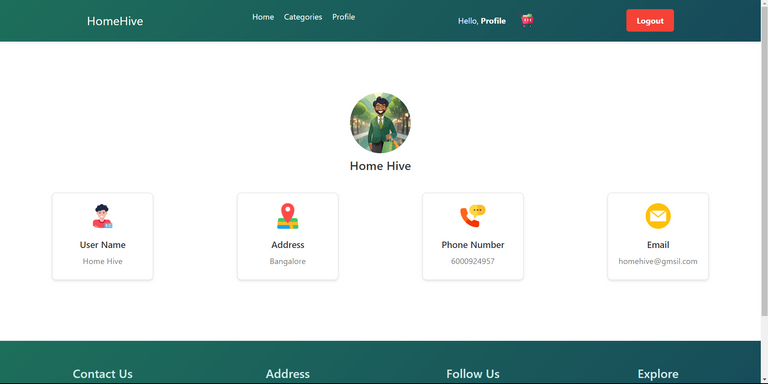 HomeHive
Home Categories Profile
Hello, Profile
Logout
Home Hive
User Name
Home Hive
Address
Bangalore
Phone Number
6000924957
Email
homehive@gmsil.com
Contact Us
Address
Follow Us
Explore